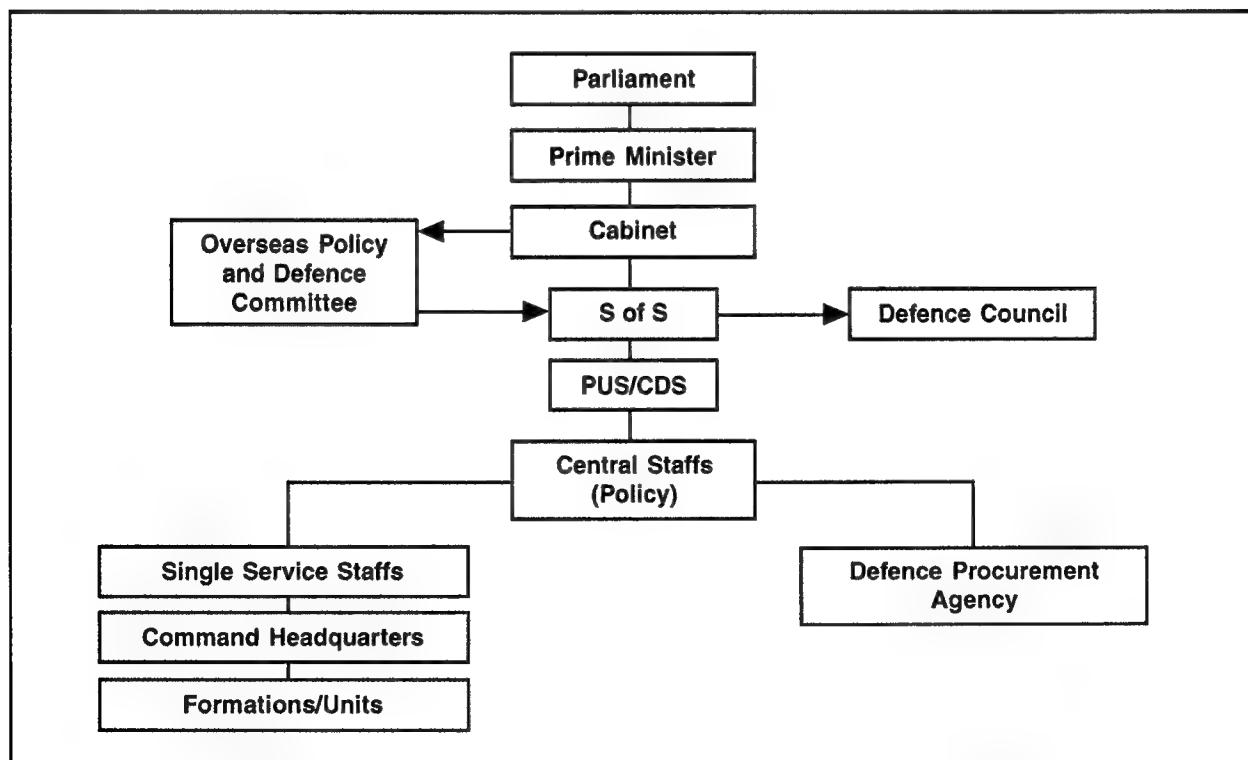 Parliament
Prime Minister
Cabinet
Overseas Policy
and Defence
Committee
S of S
Defence Council
PUS/CDS
Central Staffs
(Policy)
Single Service Staffs
Defence Procurement
Agency
Command Headquarters
Formations/Units